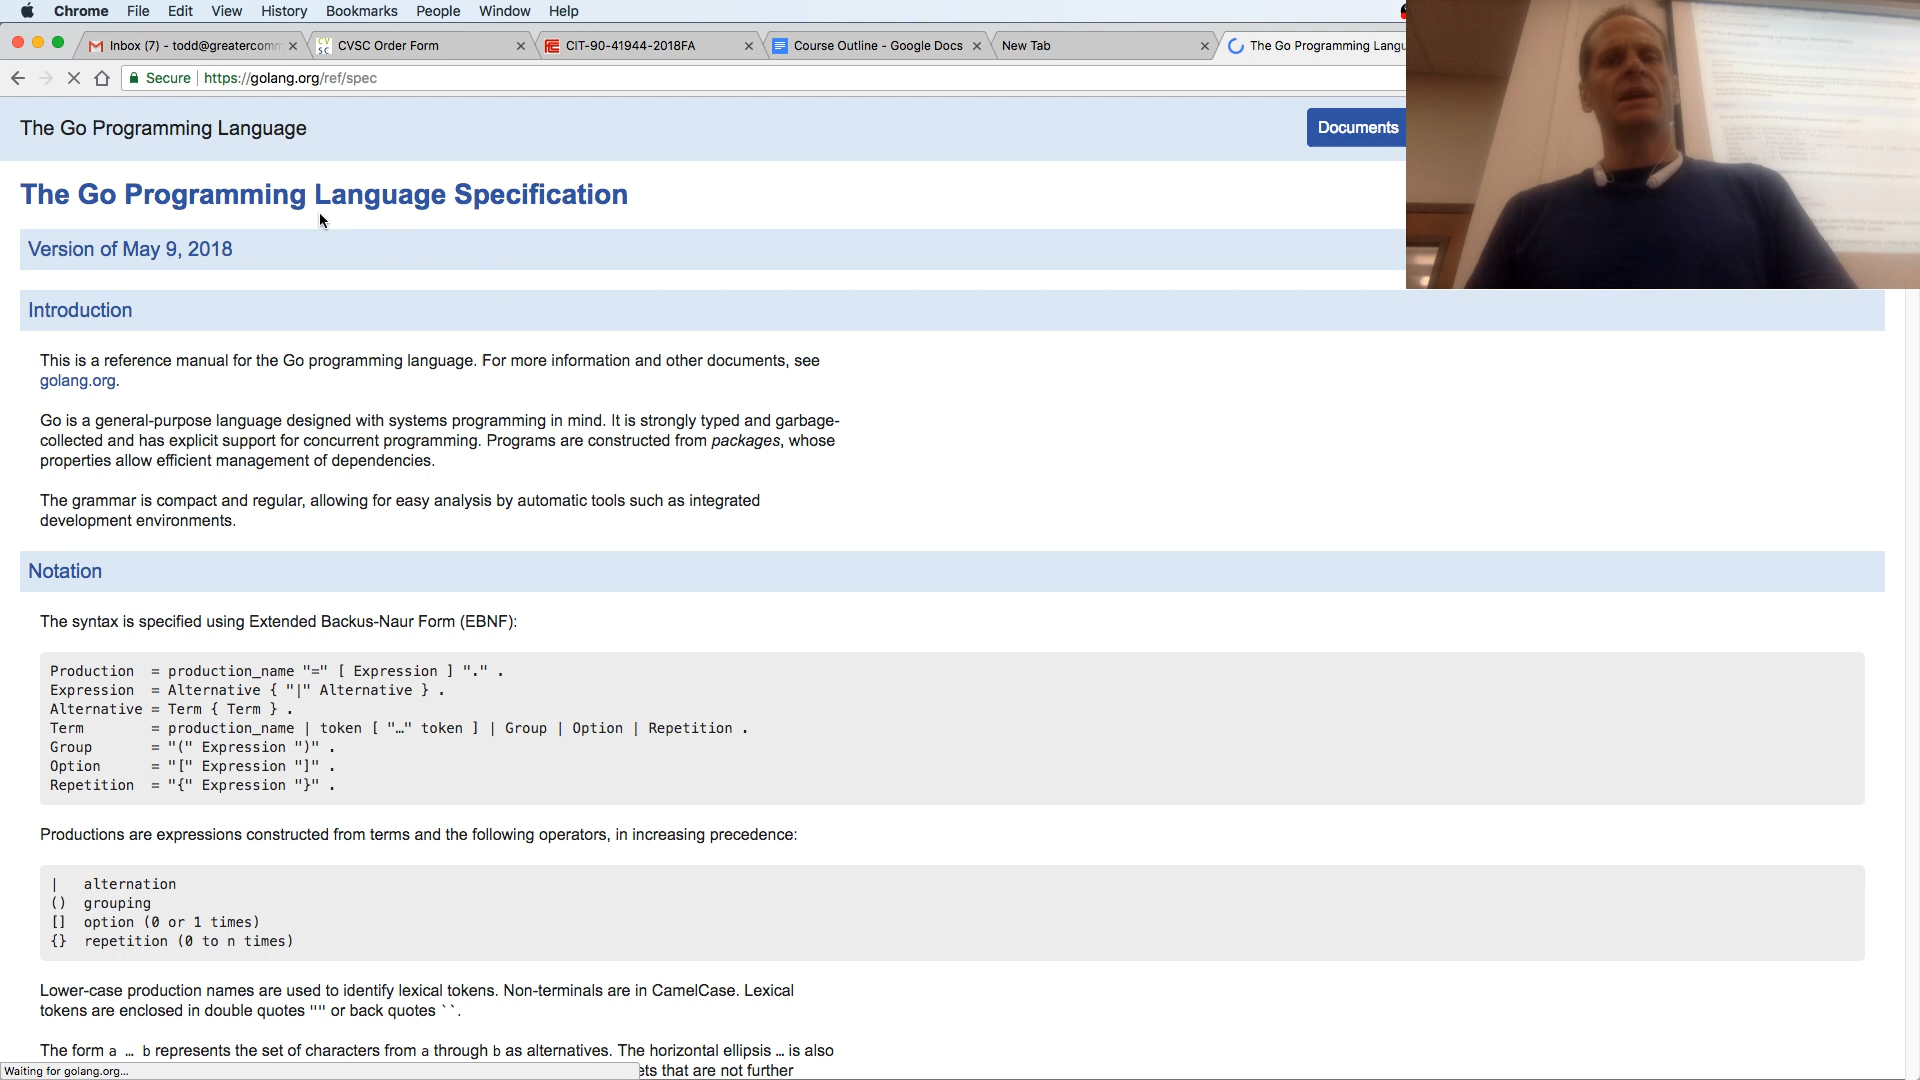 Chrome File Edit View History Bookmarks People Window Help
Inbox (7) - todd@greatercomm
CVSC Order Form
CIT-90-41944-2018FA
Course Outline - Google Docs
New Tab
The Go Programming Langu
Secure https://golang.org/ref/spec
The Go Programming Language
Documents
The Go Programming Language Specification
Version of May 9, 2018
Introduction
This is a reference manual for the Go programming language. For more information and other documents, see
golang.org.
Go is a general-purpose language designed with systems programming in mind. It is strongly typed and garbage-
collected and has explicit support for concurrent programming. Programs are constructed from packages, whose
properties allow efficient management of dependencies.
The grammar is compact and regular, allowing for easy analysis by automatic tools such as integrated
development environments.
Notation
The syntax is specified using Extended Backus-Naur Form (EBNF):
Production  = production_name "=" [ Expression ] "." .
Expression  = Alternative { "|" Alternative } .
Alternative = Term { Term } .
Term        = production_name | token [ "…" token ] | Group | Option | Repetition .
Group       = "(" Expression ")" .
Option      = "[" Expression "]" .
Repetition  = "{" Expression "}" .
Productions are expressions constructed from terms and the following operators, in increasing precedence:
|   alternation
()  grouping
[]  option (0 or 1 times)
{}  repetition (0 to n times)
Lower-case production names are used to identify lexical tokens. Non-terminals are in CamelCase. Lexical
tokens are enclosed in double quotes "" or back quotes ``.
The form a … b represents the set of characters from a through b as alternatives. The horizontal ellipsis … is also
Waiting for golang.org...
ets that are not further